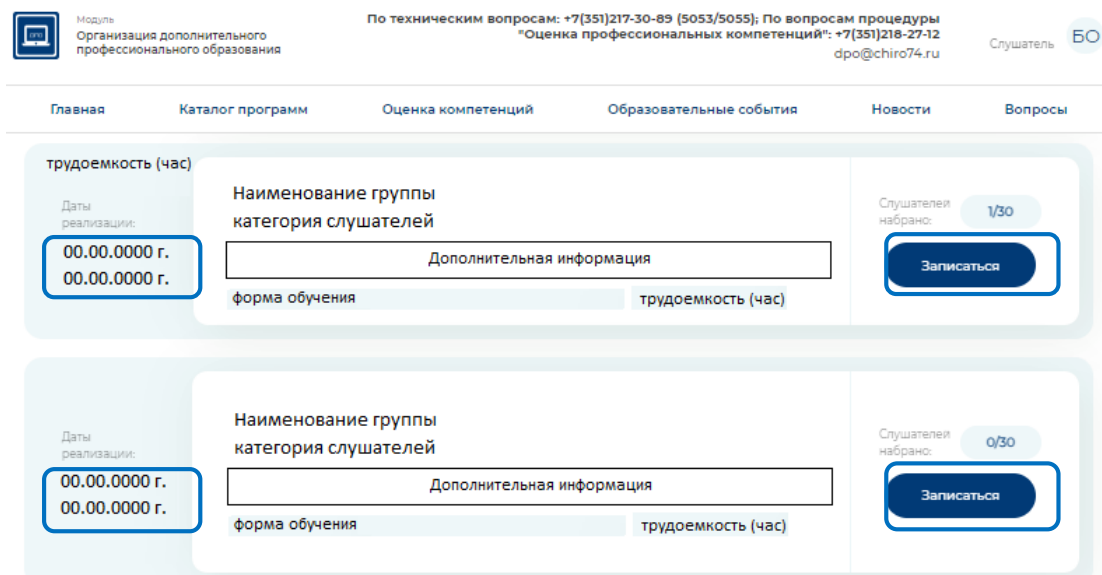 дпо
Модуль
Организация дополнительного
профессионального образования
По техническим вопросам: +7(351)217-30-89 (5053/5055); По вопросам процедуры
"Оценка профессиональных компетенций": +7(351)218-27-12
dpo@chiro74.ru
Слушатель БО
Главная Каталог программ Оценка компетенций Образовательные события Новости Вопросы
трудоемкость (час)
Даты
реализации:
00.00.0000 г.
00.00.0000 г.
Наименование группы
категория слушателей
Дополнительная информация
форма обучения трудоемкость (час)
Слушателей
набрано: 1/30
Записаться
Даты
реализации:
00.00.0000 г.
00.00.0000 г.
Наименование группы
категория слушателей
Дополнительная информация
форма обучения трудоемкость (час)
Слушателей
набрано: 0/30
Записаться